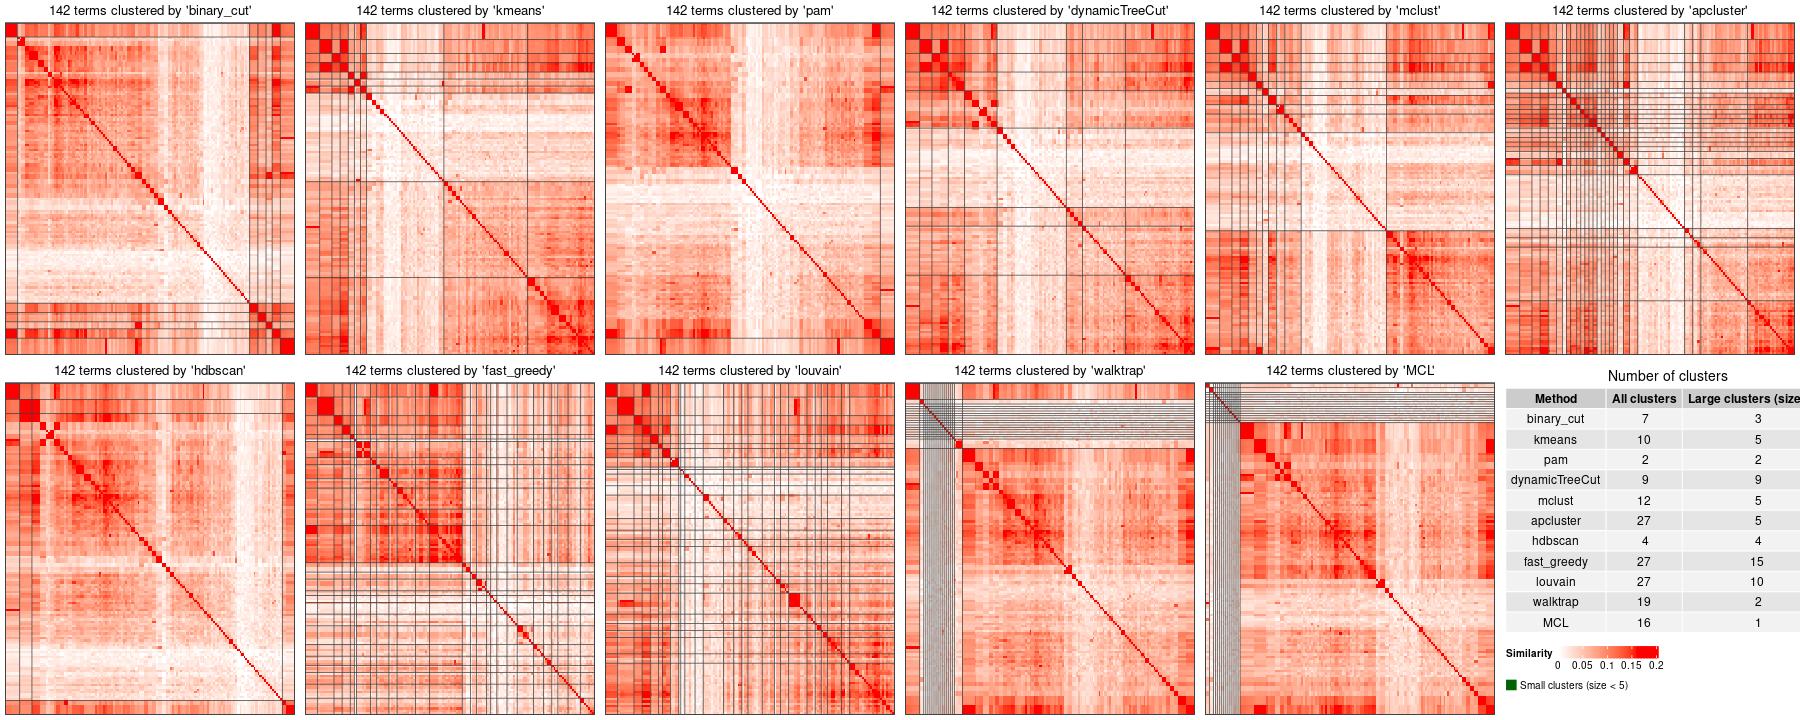 142 terms clustered by 'binary_cut'
142 terms clustered by 'kmeans'
142 terms clustered by 'pam'
142 terms clustered by 'dynamicTreeCut'
142 terms clustered by 'mclust'
142 terms clustered by 'apcluster'
142 terms clustered by 'hdbscan'
142 terms clustered by 'fast_greedy'
142 terms clustered by 'louvain'
142 terms clustered by 'walktrap'
142 terms clustered by 'MCL'
Number of clusters
Method All clusters Large clusters (size
binary_cut 7 3
kmeans 10 5
pam 2 2
dynamicTreeCut 9 9
mclust 12 5
apcluster 27 5
hdbscan 4 4
fast_greedy 27 15
louvain 27 10
walktrap 19 2
MCL 16 1
Similarity
0 0.05 0.1 0.15 0.2
Small clusters (size < 5)